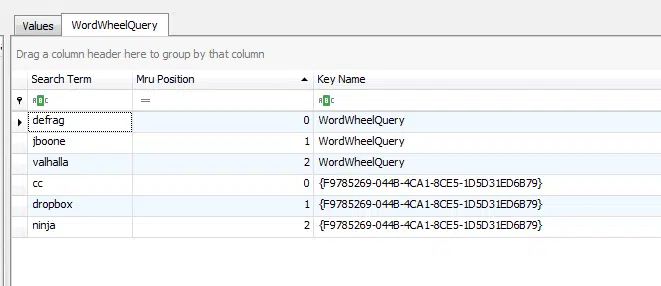 Values WordWheelQuery
Drag a column header here to group by that column
Search Term Mru Position Key Name
ABC = ABC
defrag 0 WordWheelQuery
jboone 1 WordWheelQuery
valhalla 2 WordWheelQuery
cc 0 {F9785269-044B-4CA1-8CE5-1D5D31ED6B79}
dropbox 1 {F9785269-044B-4CA1-8CE5-1D5D31ED6B79}
ninja 2 {F9785269-044B-4CA1-8CE5-1D5D31ED6B79}